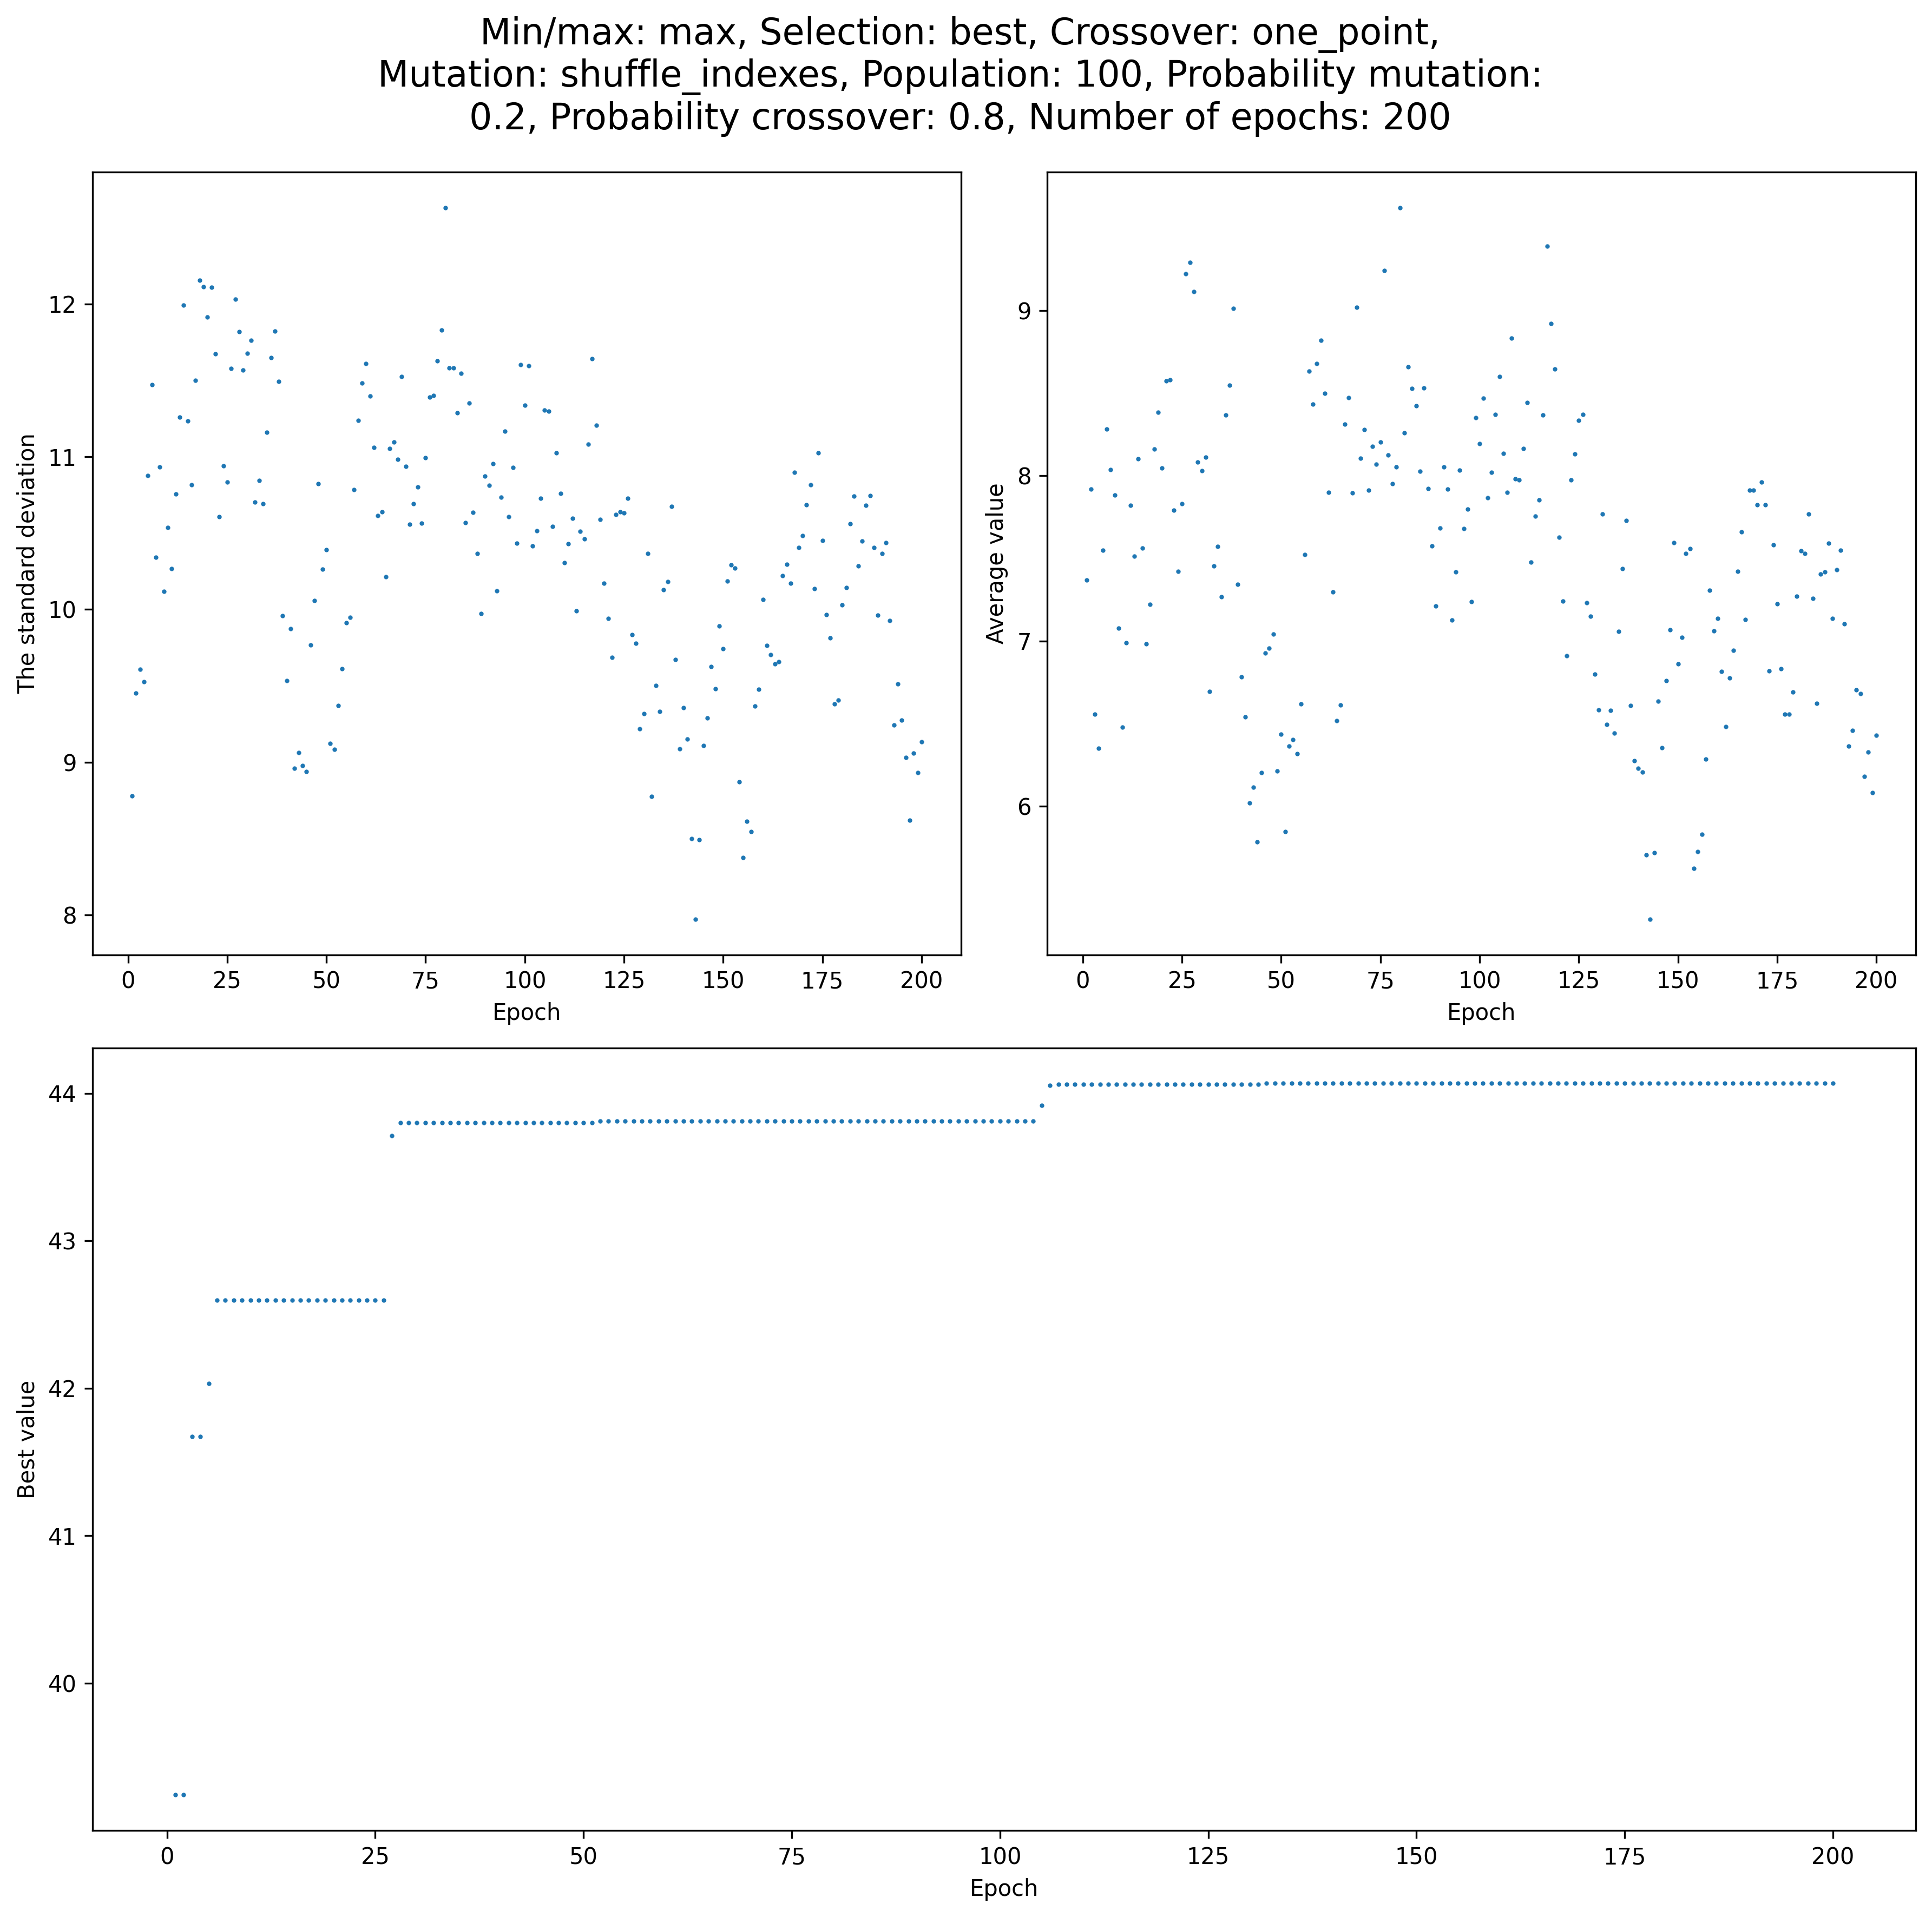 Min/max: max, Selection: best, Crossover: one_point,
Mutation: shuffle_indexes, Population: 100, Probability mutation:
0.2, Probability crossover: 0.8, Number of epochs: 200
The standard deviation
12
11
10
9
8
0 25 50 75 100 125 150 175 200
Epoch
Average value
9
8
7
6
0 25 50 75 100 125 150 175 200
Epoch
Best value
44
43
42
41
40
0 25 50 75 100 125 150 175 200
Epoch